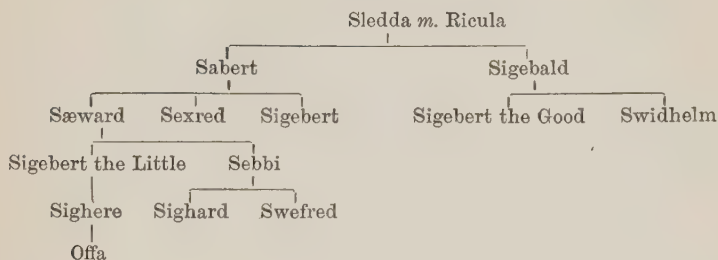 Sledda m. Ricula
Sabert Sigebald
Sæward Sexred Sigebert Sigebert the Good Swidhelm
Sigebert the Little Sebbi
Sighere Sighard Swefred
Offa